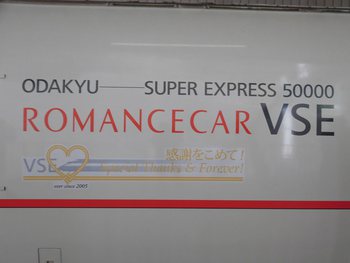 ODAKYU——SUPER EXPRESS 50000
ROMANCECAR VSE
感謝をこめて!
VSE Special Thanks & Forever!
ever since 2005